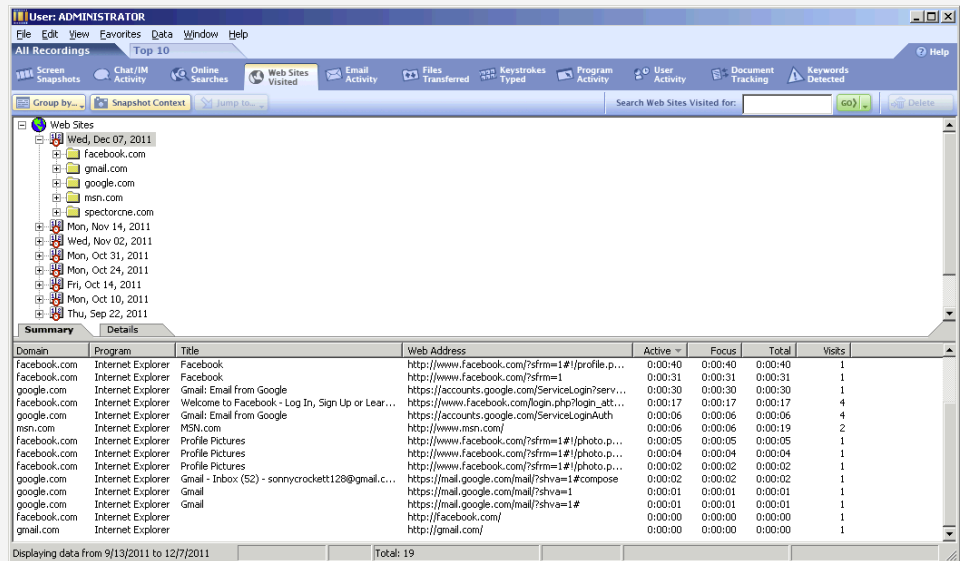 User: ADMINISTRATOR
File Edit View Favorites Data Window Help
All Recordings Top 10 Help
Screen Snapshots Chat/IM Activity Online Searches Web Sites Visited Email Activity Files Transferred Keystrokes Typed Program Activity User Activity Document Tracking Keywords Detected
Group by... Snapshot Context Jump to... Search Web Sites Visited for: GO Delete
Web Sites
Wed, Dec 07, 2011
facebook.com
gmail.com
google.com
msn.com
spectorcne.com
Mon, Nov 14, 2011
Wed, Nov 02, 2011
Mon, Oct 31, 2011
Mon, Oct 24, 2011
Fri, Oct 14, 2011
Mon, Oct 10, 2011
Thu, Sep 22, 2011
Summary Details
Domain Program Title Web Address Active Focus Total Visits
facebook.com Internet Explorer Facebook http://www.facebook.com/?sfrm=1#!/profile.p... 0:00:40 0:00:40 0:00:40 1
facebook.com Internet Explorer Facebook http://www.facebook.com/?sfrm=1 0:00:31 0:00:31 0:00:31 1
google.com Internet Explorer Gmail: Email from Google https://accounts.google.com/ServiceLogin?serv... 0:00:30 0:00:30 0:00:30 1
facebook.com Internet Explorer Welcome to Facebook - Log In, Sign Up or Lear... https://www.facebook.com/login.php?login_att... 0:00:17 0:00:17 0:00:17 4
google.com Internet Explorer Gmail: Email from Google https://accounts.google.com/ServiceLoginAuth 0:00:06 0:00:06 0:00:06 4
msn.com Internet Explorer MSN.com http://www.msn.com/ 0:00:06 0:00:06 0:00:19 2
facebook.com Internet Explorer Profile Pictures http://www.facebook.com/?sfrm=1#!/photo.p... 0:00:05 0:00:05 0:00:05 1
facebook.com Internet Explorer Profile Pictures http://www.facebook.com/?sfrm=1#!/photo.p... 0:00:04 0:00:04 0:00:04 1
facebook.com Internet Explorer Profile Pictures http://www.facebook.com/?sfrm=1#!/photo.p... 0:00:02 0:00:02 0:00:02 1
google.com Internet Explorer Gmail - Inbox (52) - sonnycrockett128@gmail.c... https://mail.google.com/mail/?shva=1#compose 0:00:02 0:00:02 0:00:02 1
google.com Internet Explorer Gmail https://mail.google.com/mail/?shva=1 0:00:01 0:00:01 0:00:01 1
google.com Internet Explorer Gmail https://mail.google.com/mail/?shva=1# 0:00:01 0:00:01 0:00:01 1
facebook.com Internet Explorer http://facebook.com/ 0:00:00 0:00:00 0:00:00 1
gmail.com Internet Explorer http://gmail.com/ 0:00:00 0:00:00 0:00:00 1
Displaying data from 9/13/2011 to 12/7/2011 Total: 19